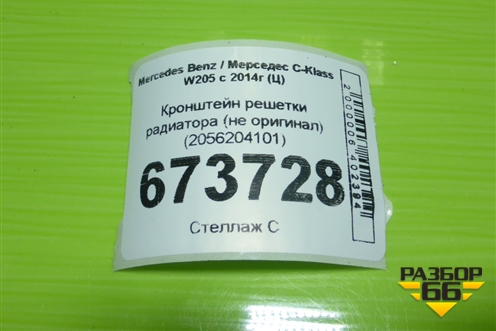 Mercedes Benz / Мерседес C-Klass
W205 с 2014г (Ц)
Кронштейн решетки
радиатора (не оригинал)
(2056204101)
673728
Стеллаж С
2000006402394
РАЗБОР
66